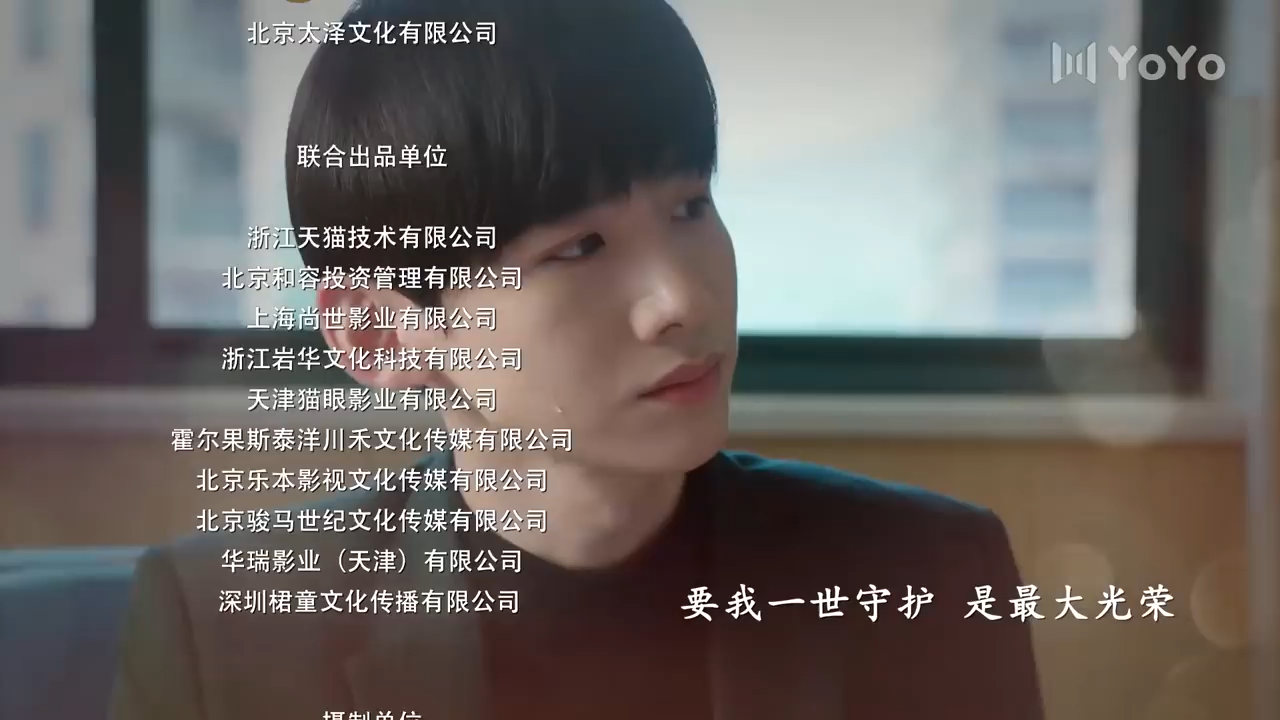 北京太泽文化有限公司
YoYo
联合出品单位
浙江天猫技术有限公司
北京和容投资管理有限公司
上海尚世影业有限公司
浙江岩华文化科技有限公司
天津猫眼影业有限公司
霍尔果斯泰洋川禾文化传媒有限公司
北京乐本影视文化传媒有限公司
北京骏马世纪文化传媒有限公司
华瑞影业（天津）有限公司
深圳桾童文化传播有限公司
要我一世守护 是最大光荣
摄制单位